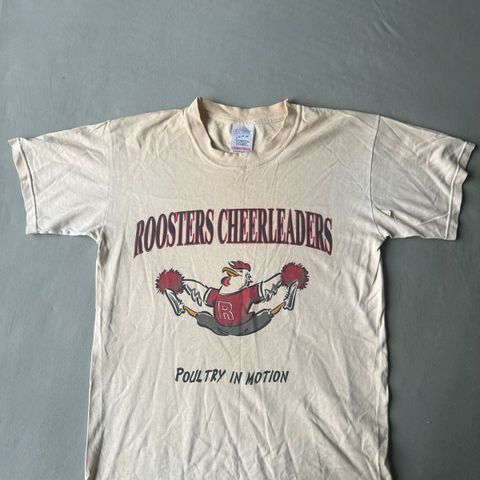 ROOSTERS CHEERLEADERS
R
POULTRY IN MOTION